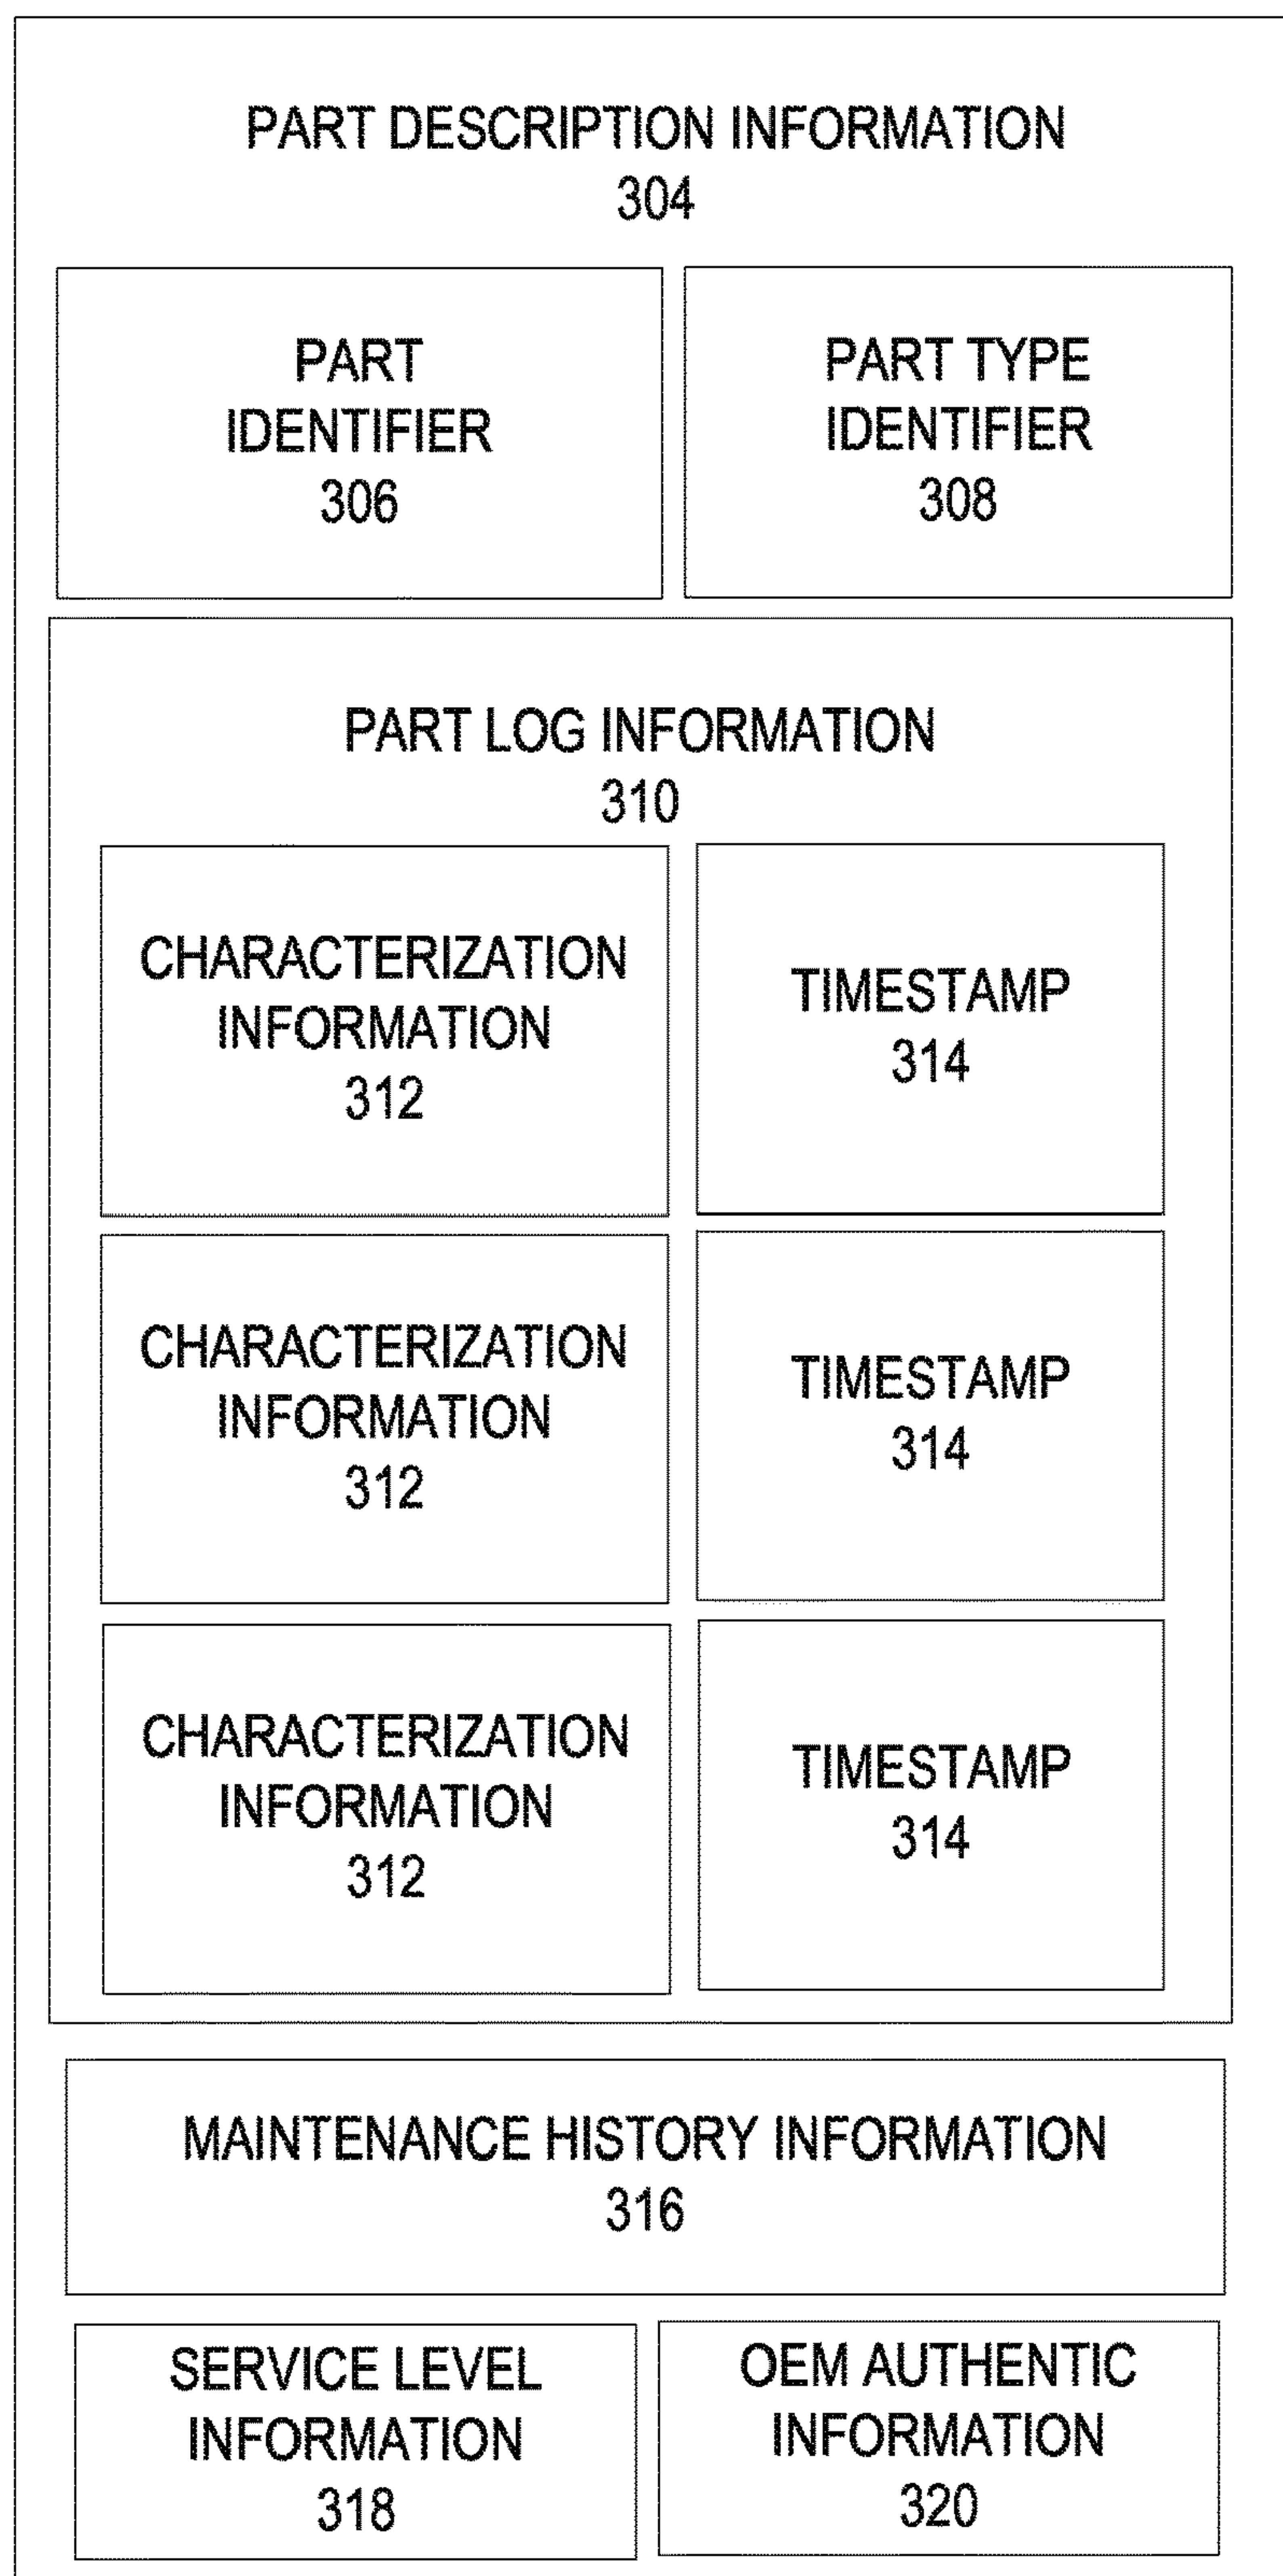 PART DESCRIPTION INFORMATION
304
PART
IDENTIFIER
306
PART TYPE
IDENTIFIER
308
PART LOG INFORMATION
310
CHARACTERIZATION
INFORMATION
312
TIMESTAMP
314
CHARACTERIZATION
INFORMATION
312
TIMESTAMP
314
CHARACTERIZATION
INFORMATION
312
TIMESTAMP
314
MAINTENANCE HISTORY INFORMATION
316
SERVICE LEVEL
INFORMATION
318
OEM AUTHENTIC
INFORMATION
320